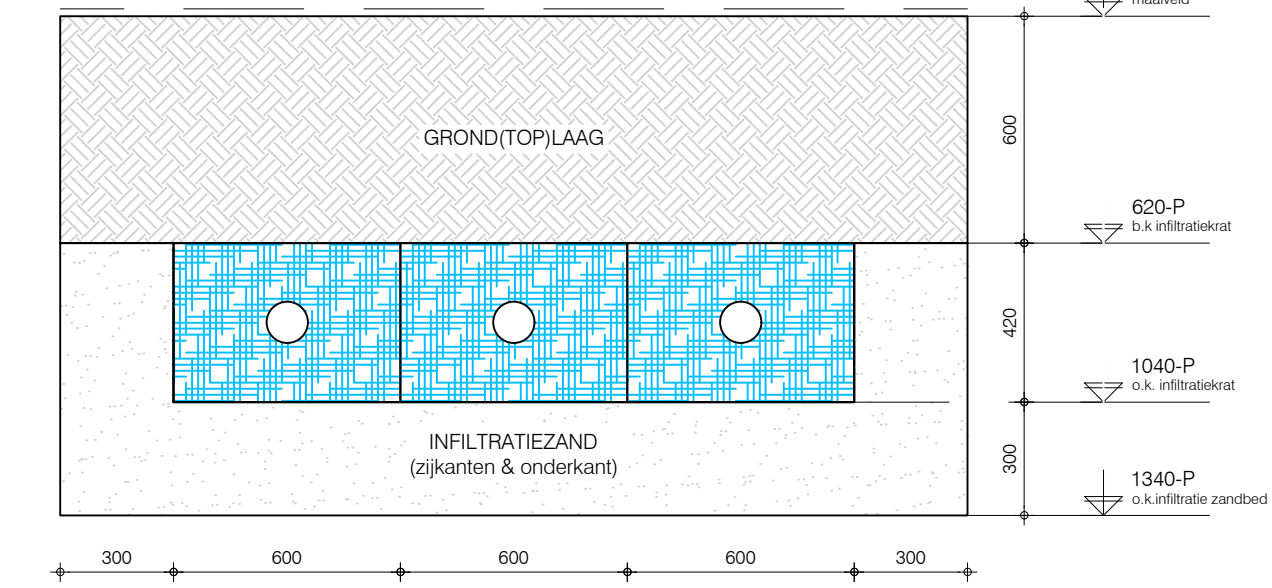 maaiveld
GROND(TOP)LAAG
600
620-P
b.k infiltratiekrat
420
1040-P
o.k. infiltratiekrat
INFILTRATIEZAND
(zijkanten & onderkant)
300
1340-P
o.k.infiltratie zandbed
300 600 600 600 300